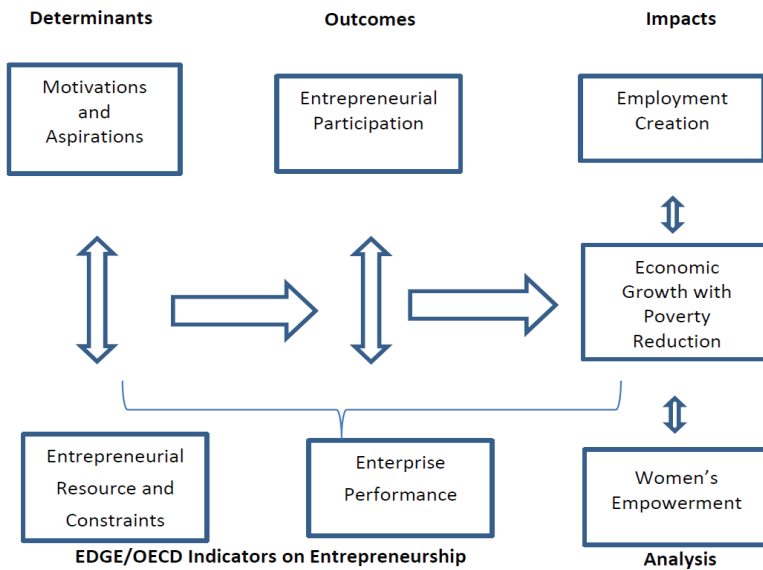 Determinants
Outcomes
Impacts
Motivations
and
Aspirations
Entrepreneurial
Participation
Employment
Creation
Economic
Growth with
Poverty
Reduction
Entrepreneurial
Resource and
Constraints
Enterprise
Performance
Women’s
Empowerment
EDGE/OECD Indicators on Entrepreneurship
Analysis